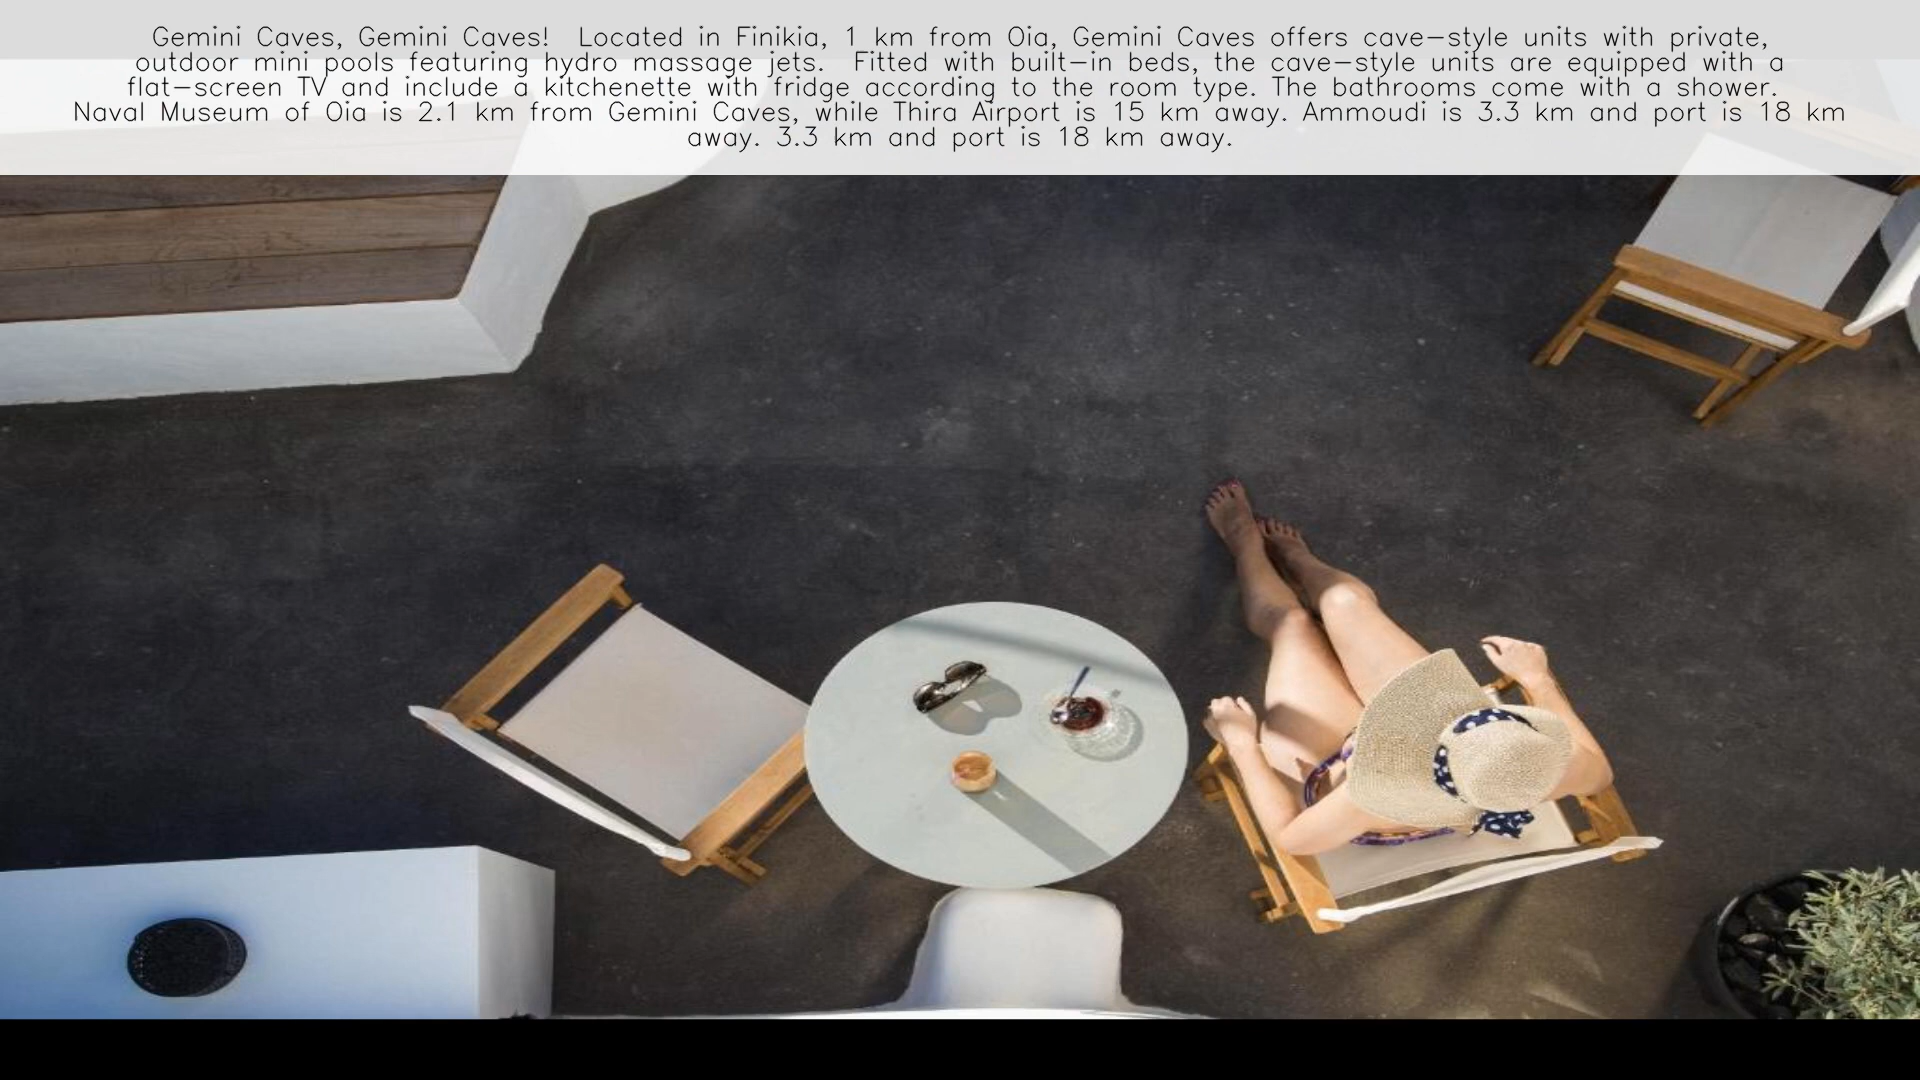 Gemini Caves, Gemini Caves!  Located in Finikia, 1 km from Oia, Gemini Caves offers cave-style units with private,
outdoor mini pools featuring hydro massage jets.  Fitted with built-in beds, the cave-style units are equipped with a
flat-screen TV and include a kitchenette with fridge according to the room type. The bathrooms come with a shower.
Naval Museum of Oia is 2.1 km from Gemini Caves, while Thira Airport is 15 km away. Ammoudi is 3.3 km and port is 18 km
away. 3.3 km and port is 18 km away.